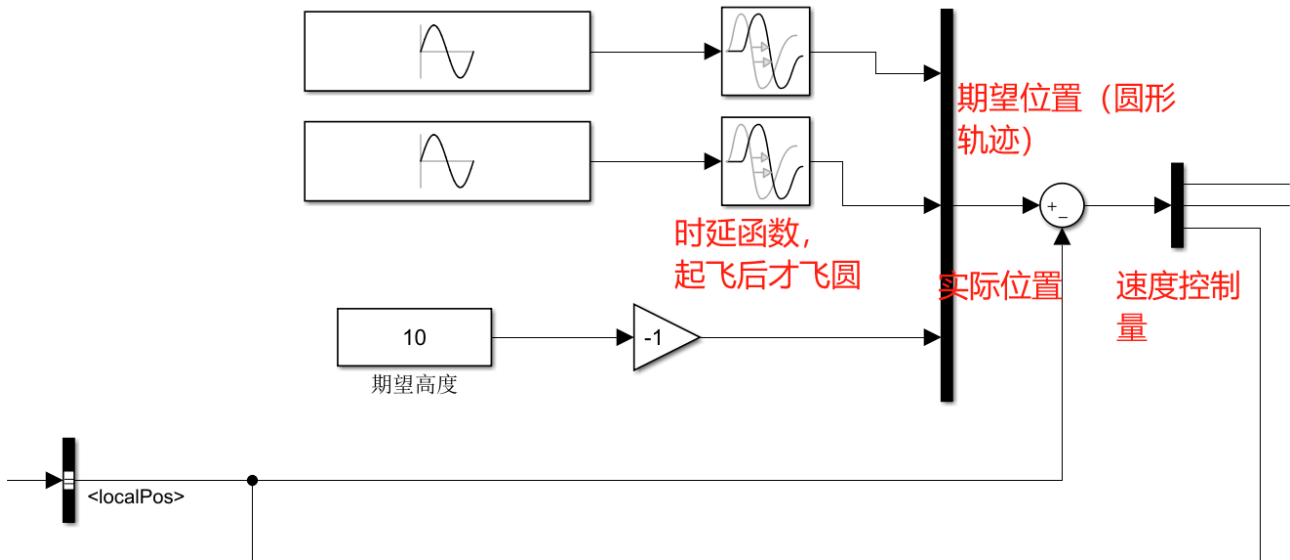 期望位置（圆形
轨迹）
+
−
时延函数，
起飞后才飞圆
实际位置
速度控制
量
10
-1
期望高度
<localPos>